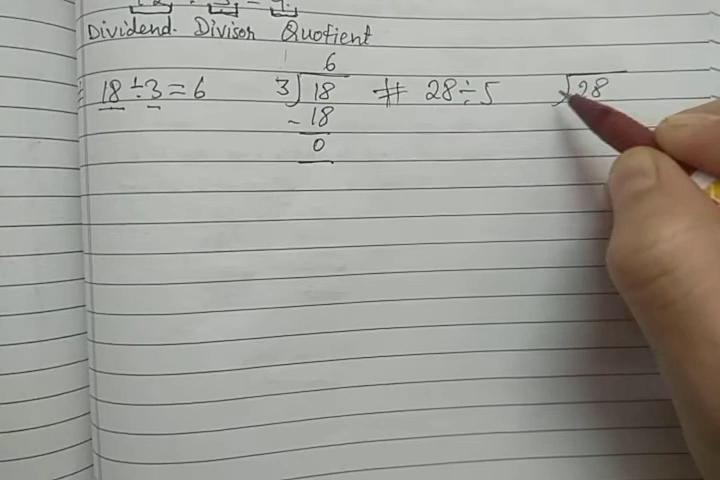 Dividend. Divisor Quotient
6
18 ÷ 3 = 6 3)18 # 28 ÷ 5 )28
- 18
0